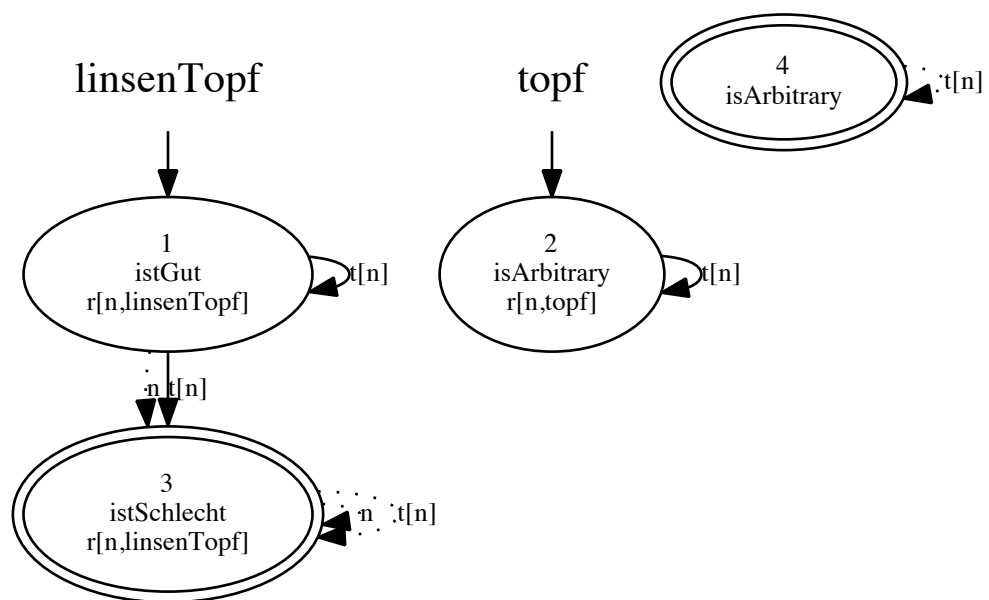 linsenTopf
topf
4
isArbitrary
t[n]
1
istGut
r[n,linsenTopf]
t[n]
2
isArbitrary
r[n,topf]
t[n]
n
t[n]
3
istSchlecht
r[n,linsenTopf]
n
t[n]